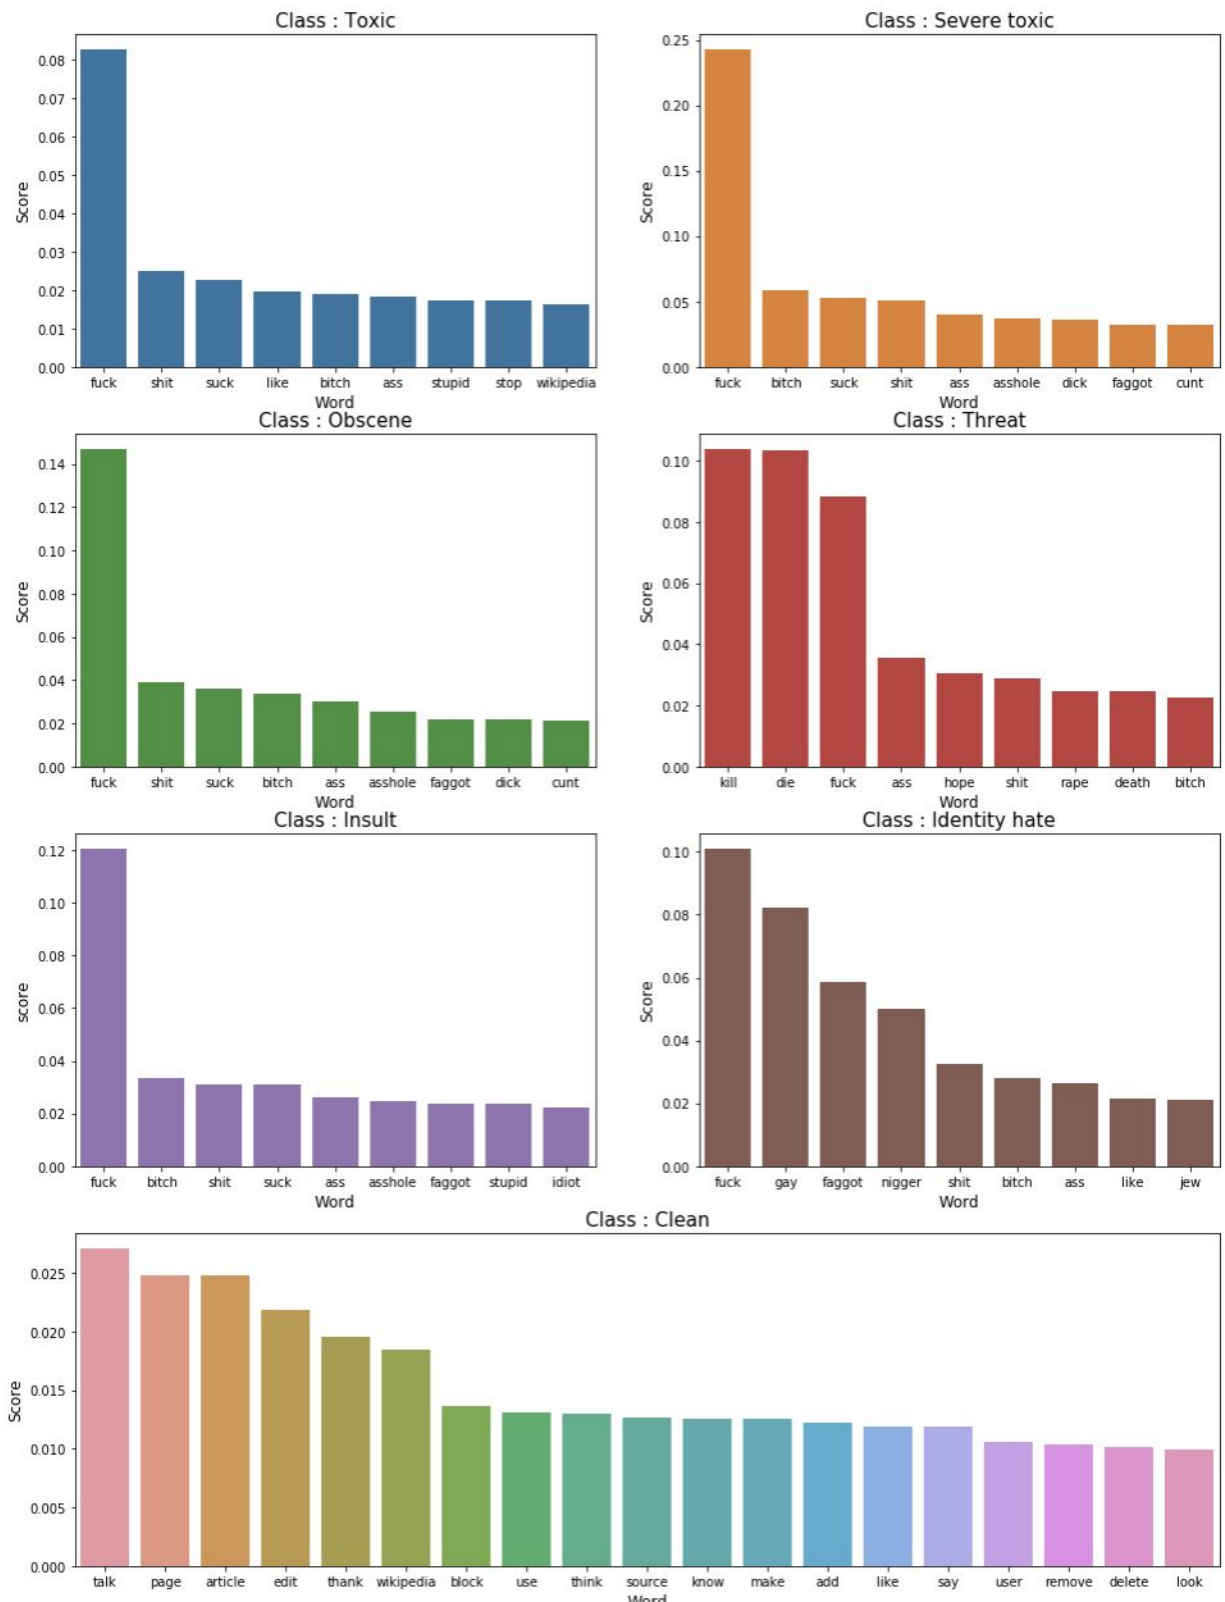 Class : Toxic
0.08
0.07
0.06
0.05
0.04
0.03
0.02
0.01
0.00
Score
fuck shit suck like bitch ass stupid stop wikipedia
Word
Class : Severe toxic
0.25
0.20
0.15
0.10
0.05
0.00
Score
fuck bitch suck shit ass asshole dick faggot cunt
Word
Class : Obscene
0.14
0.12
0.10
0.08
0.06
0.04
0.02
0.00
Score
fuck shit suck bitch ass asshole faggot dick cunt
Word
Class : Threat
0.10
0.08
0.06
0.04
0.02
0.00
Score
kill die fuck ass hope shit rape death bitch
Word
Class : Insult
0.12
0.10
0.08
0.06
0.04
0.02
0.00
score
fuck bitch shit suck ass asshole faggot stupid idiot
Word
Class : Identity hate
0.10
0.08
0.06
0.04
0.02
0.00
Score
fuck gay faggot nigger shit bitch ass like jew
Word
Class : Clean
0.025
0.020
0.015
0.010
0.005
0.000
Score
talk page article edit thank wikipedia block use think source know make add like say user remove delete look
Word